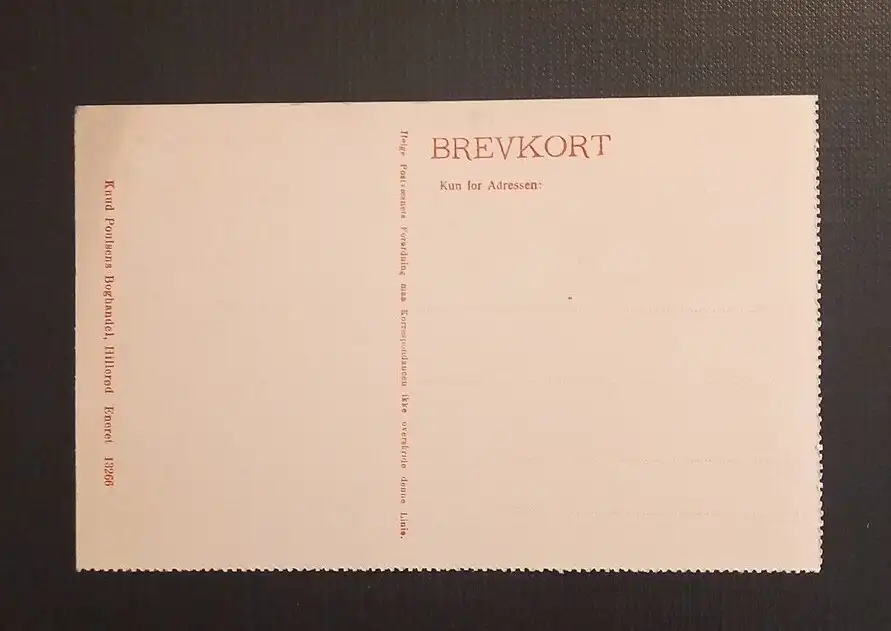 BREVKORT
Kun for Adressen:
Ifølge Postvæsenets Forordning maa Korrespondancen ikke overskride denne Linie.
Knud Poulsens Boghandel, Hillerød Eneret 13266